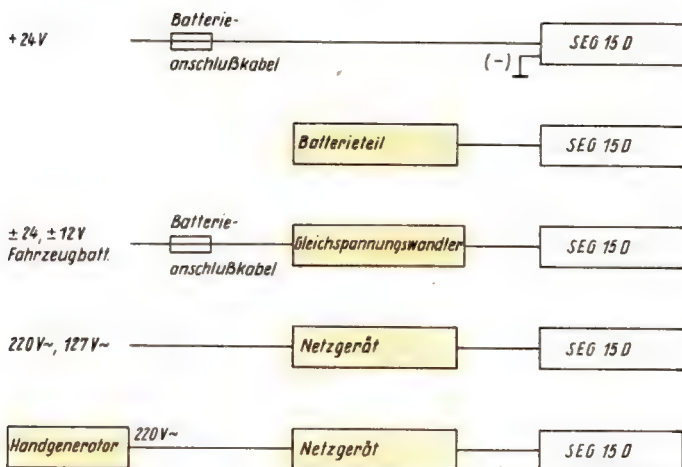 Batterie-
+24V
SEG 15 D
(-)
anschlußkabel
Batterieteil
SEG 15 D
Batterie-
± 24, ± 12V
Gleichspannungswandler
SEG 15 D
Fahrzeugbatt.
anschlußkabel
220V~, 127V~
Netzgerät
SEG 15 D
Handgenerator
220V~
Netzgerät
SEG 15 D